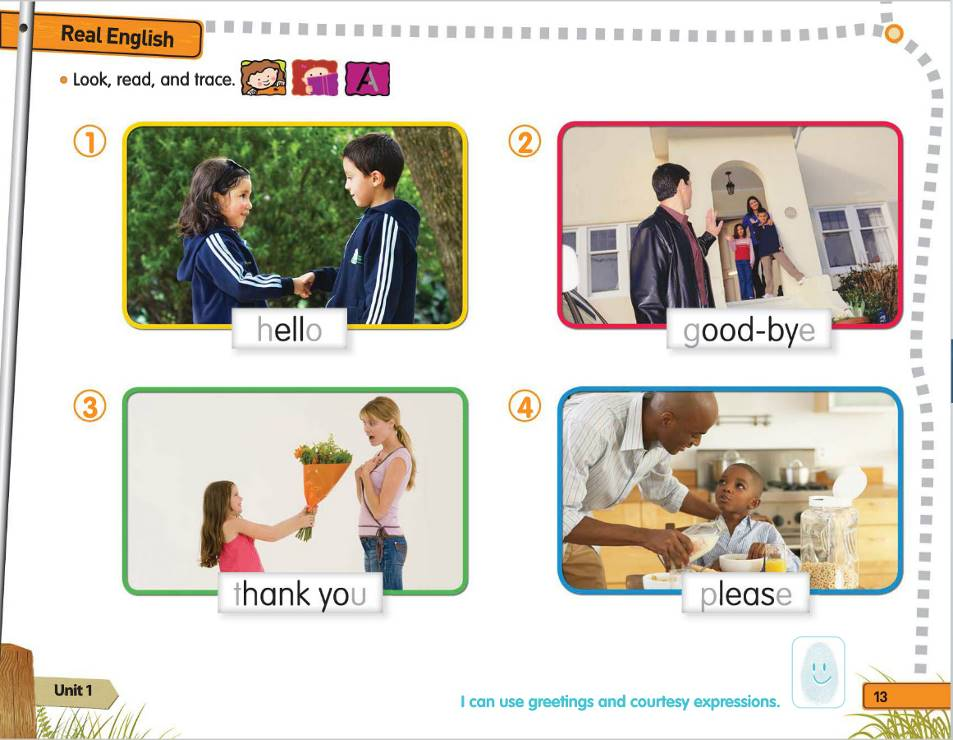 Real English
Look, read, and trace.
A
1
2
hello
good-bye
3
4
thank you
please
Unit 1
I can use greetings and courtesy expressions.
13